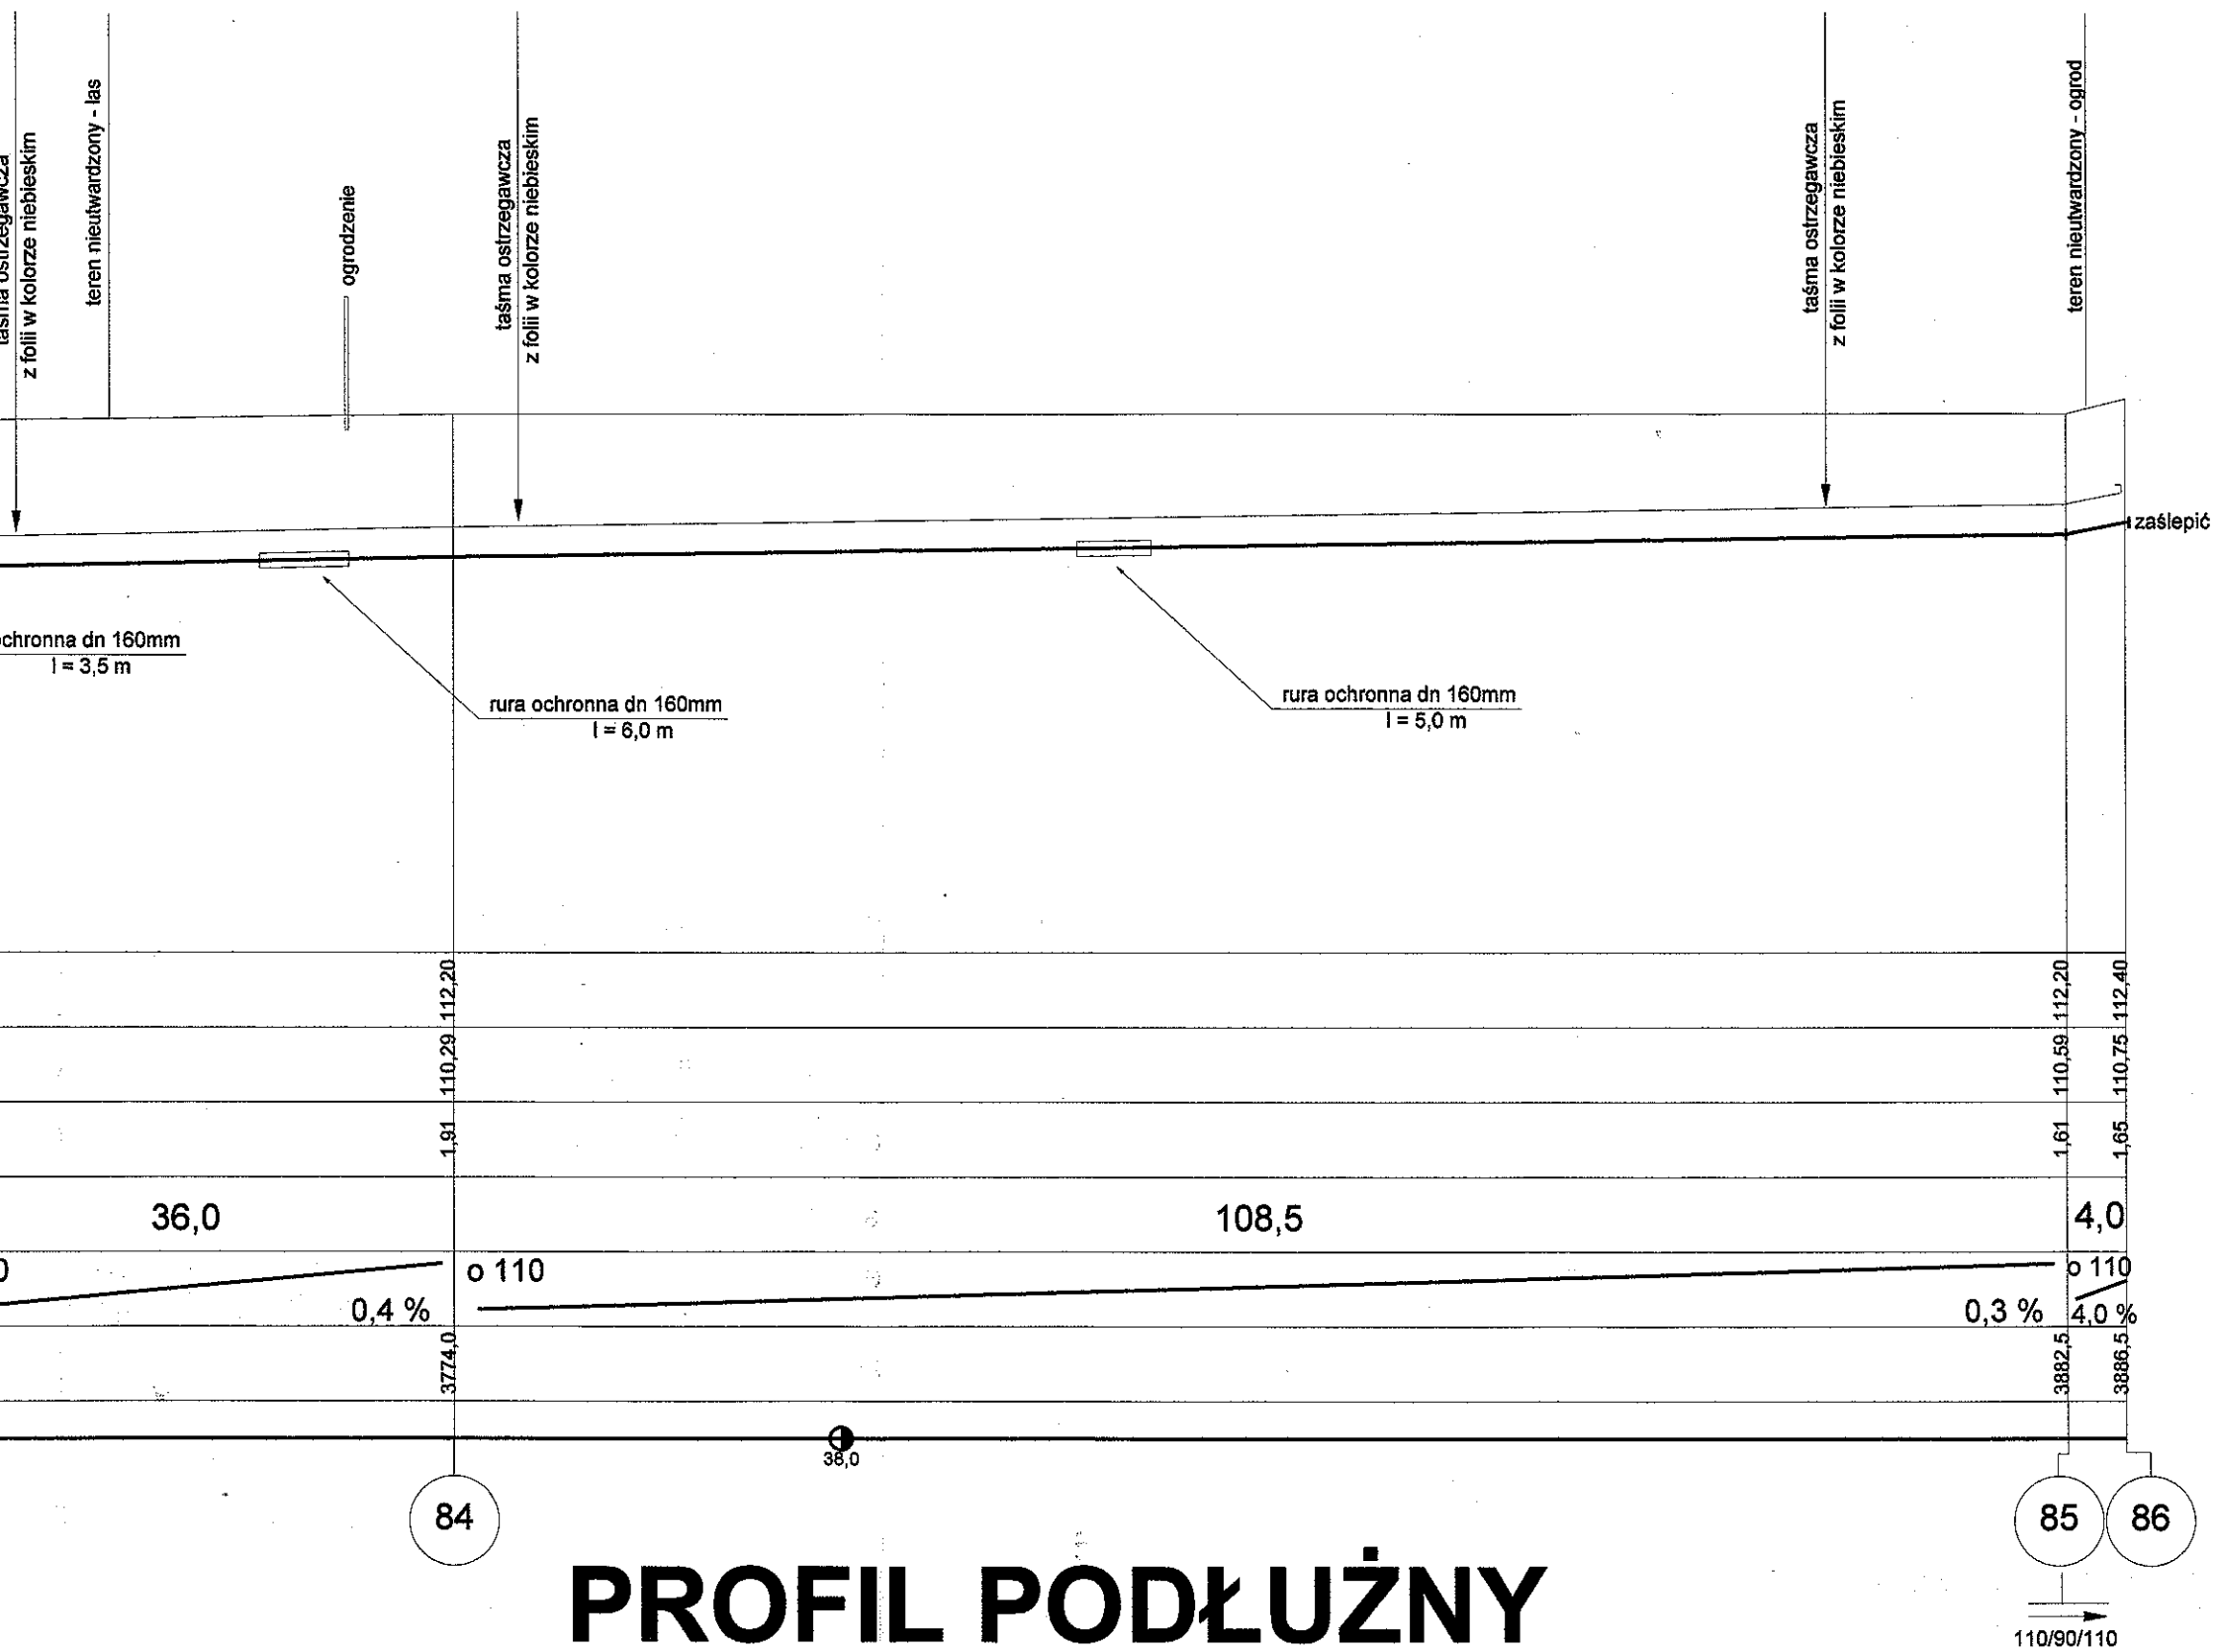 taśma ostrzegawcza
z folii w kolorze niebieskim
teren nieutwardzony - las
ogrodzenie
taśma ostrzegawcza
z folii w kolorze niebieskim
taśma ostrzegawcza
z folii w kolorze niebieskim
teren nieutwardzony - ogrod
zaślepić
ochronna dn 160mm
l = 3,5 m
rura ochronna dn 160mm
l = 6,0 m
rura ochronna dn 160mm
l = 5,0 m
112,20
112,20
112,40
110,29
110,59
110,75
1,91
1,61
1,65
36,0
108,5
4,0
0
o 110
o 110
0,4 %
0,3 %
4,0 %
3774,0
3882,5
3886,5
38,0
84
85
86
PROFIL PODŁUŻNY
110/90/110